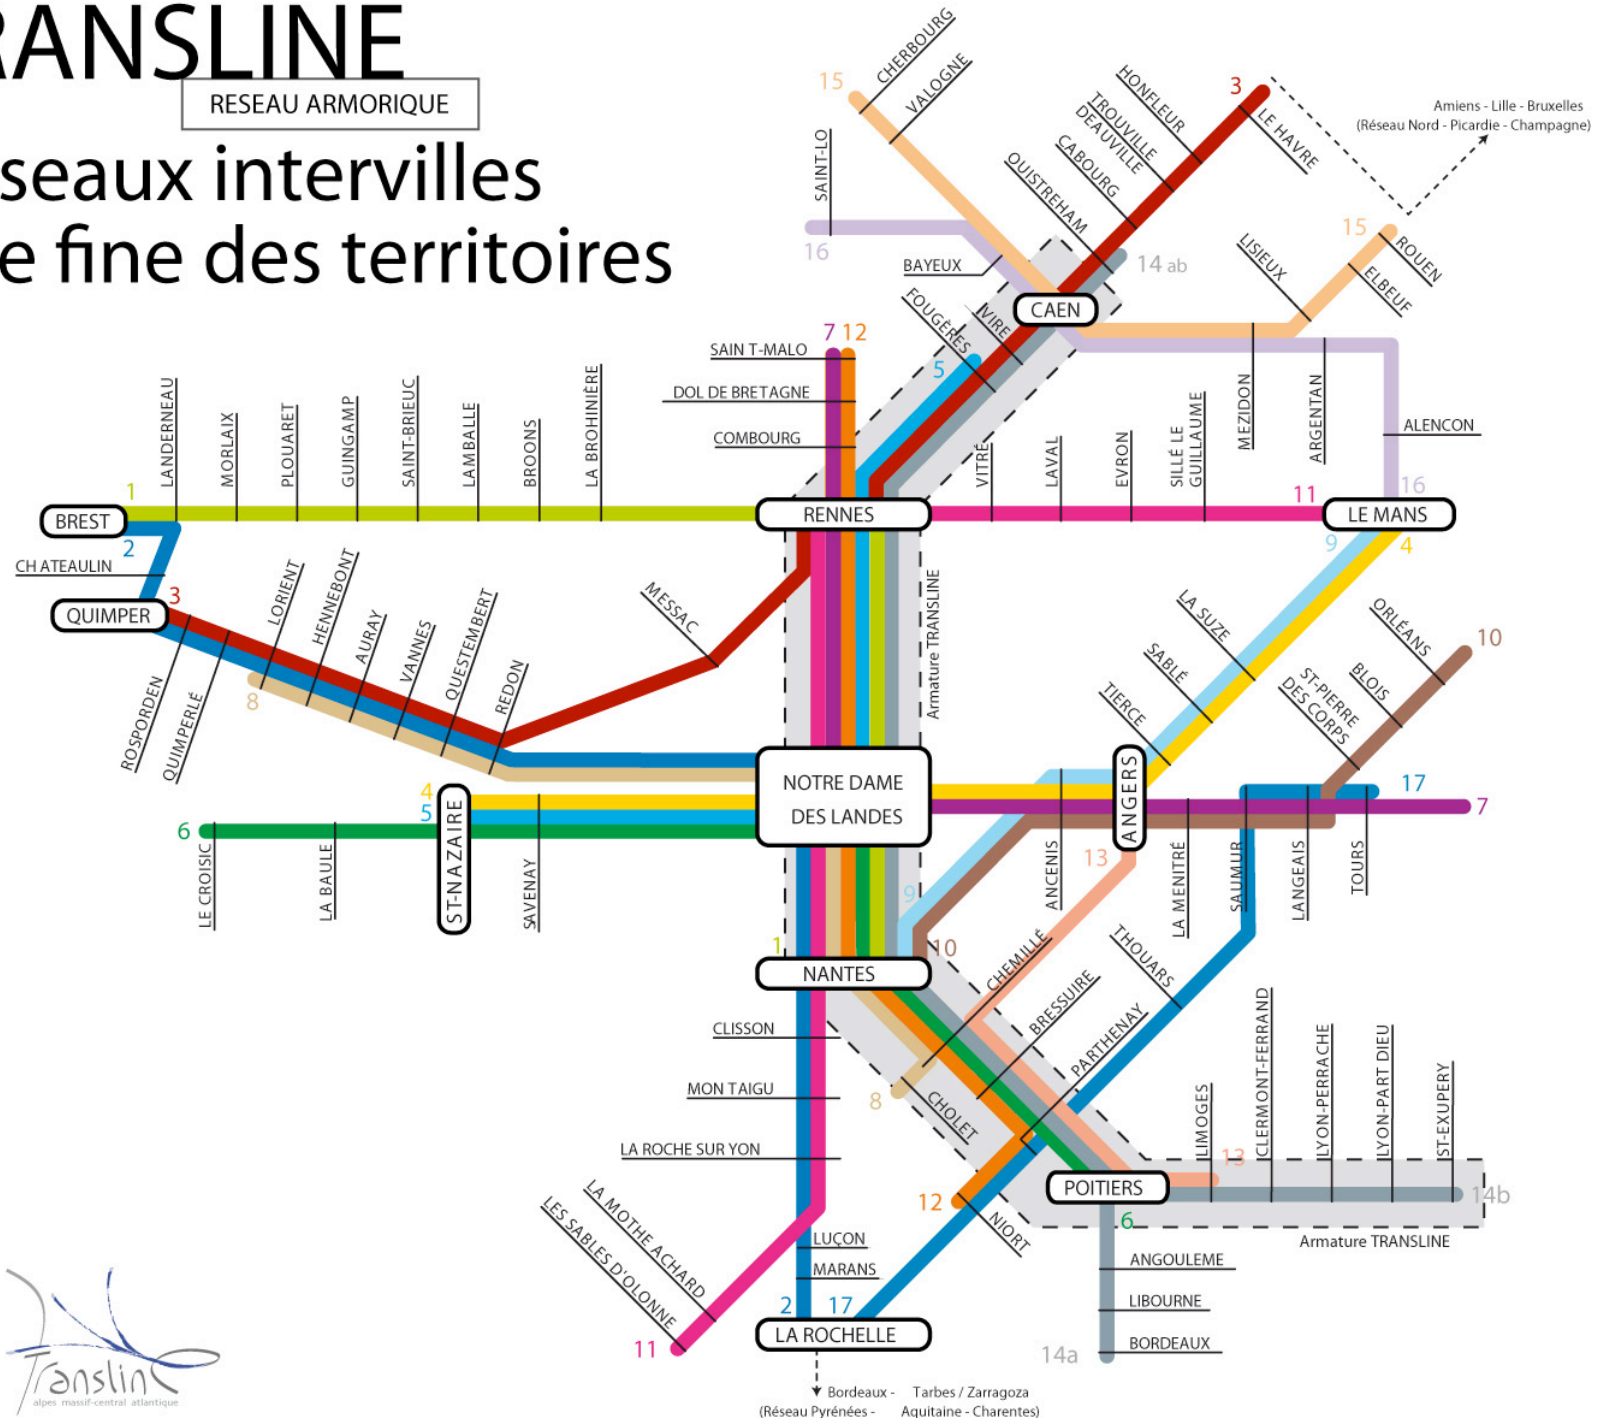 RANSLINE
RESEAU ARMORIQUE
seaux intervilles
e fine des territoires
15
CHERBOURG
VALOGNE
SAINT-LO
16
BAYEUX
HONFLEUR
TROUVILLE
DEAUVILLE
CABOURG
OUISTREHAM
3
LE HAVRE
Amiens - Lille - Bruxelles
(Réseau Nord - Picardie - Champagne)
14 ab
CAEN
15
ROUEN
ELBEUF
LISIEUX
FOUGÈRES
VIRE
5
7 12
SAIN T-MALO
DOL DE BRETAGNE
COMBOURG
MEZIDON
ARGENTAN
ALENCON
LANDERNEAU
MORLAIX
PLOUARET
GUINGAMP
SAINT-BRIEUC
LAMBALLE
BROONS
LA BROHINIÈRE
VITRÉ
LAVAL
EVRON
SILLÉ LE
GUILLAUME
1
BREST
2
RENNES
11
16
LE MANS
9
4
CH ATEAULIN
QUIMPER
3
ROSPORDEN
QUIMPERLÉ
LORIENT
HENNEBONT
AURAY
VANNES
QUESTEMBERT
REDON
8
MESSAC
Armature TRANSLINE
LA SUZE
SABLÉ
TIERCE
ORLÉANS
10
BLOIS
ST-PIERRE
DES CORPS
NOTRE DAME
DES LANDES
ANGERS
17
7
4
5
6
ST-NAZAIRE
LE CROISIC
LA BAULE
SAVENAY
9
ANCENIS
13
LA MENITRÉ
SAUMUR
LANGEAIS
TOURS
1
10
NANTES
CHEMILLÉ
BRESSUIRE
THOUARS
PARTHENAY
CLISSON
MON TAIGU
LA ROCHE SUR YON
8
CHOLET
LIMOGES
CLERMONT-FERRAND
LYON-PERRACHE
LYON-PART DIEU
ST-EXUPERY
13
14b
POITIERS
6
12
NIORT
Armature TRANSLINE
LA MOTHE ACHARD
LES SABLES D'OLONNE
11
LUÇON
MARANS
2
17
LA ROCHELLE
ANGOULEME
LIBOURNE
BORDEAUX
14a
Bordeaux - Tarbes / Zarragoza
(Réseau Pyrénées - Aquitaine - Charentes)
Translin
alpes massif-central atlantique